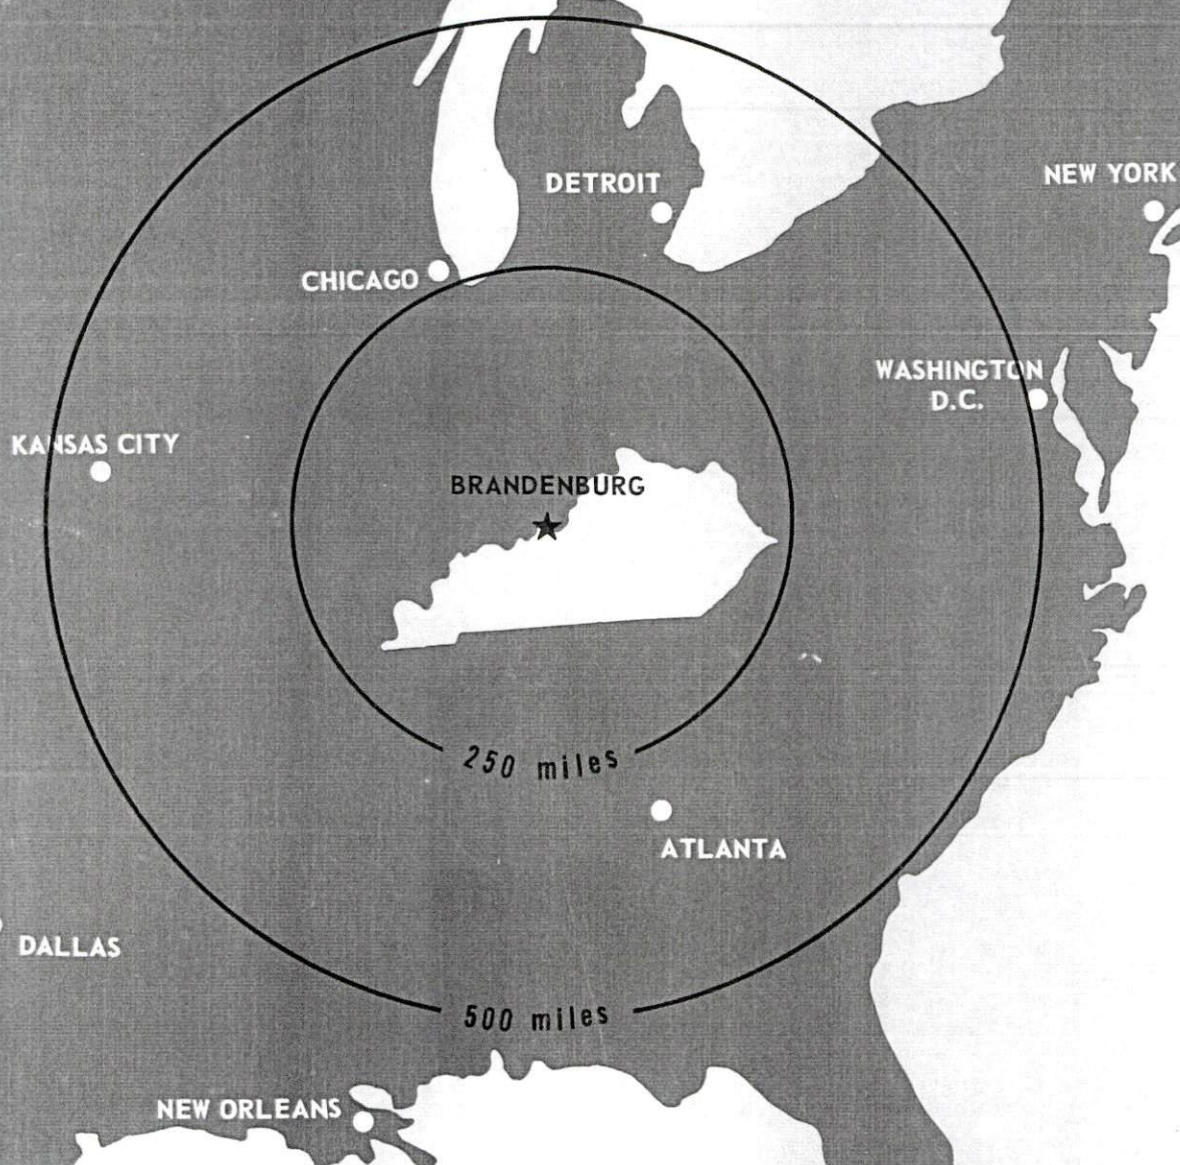 DETROIT
NEW YORK
CHICAGO
WASHINGTON
D.C.
KANSAS CITY
BRANDENBURG
250 miles
ATLANTA
DALLAS
500 miles
NEW ORLEANS